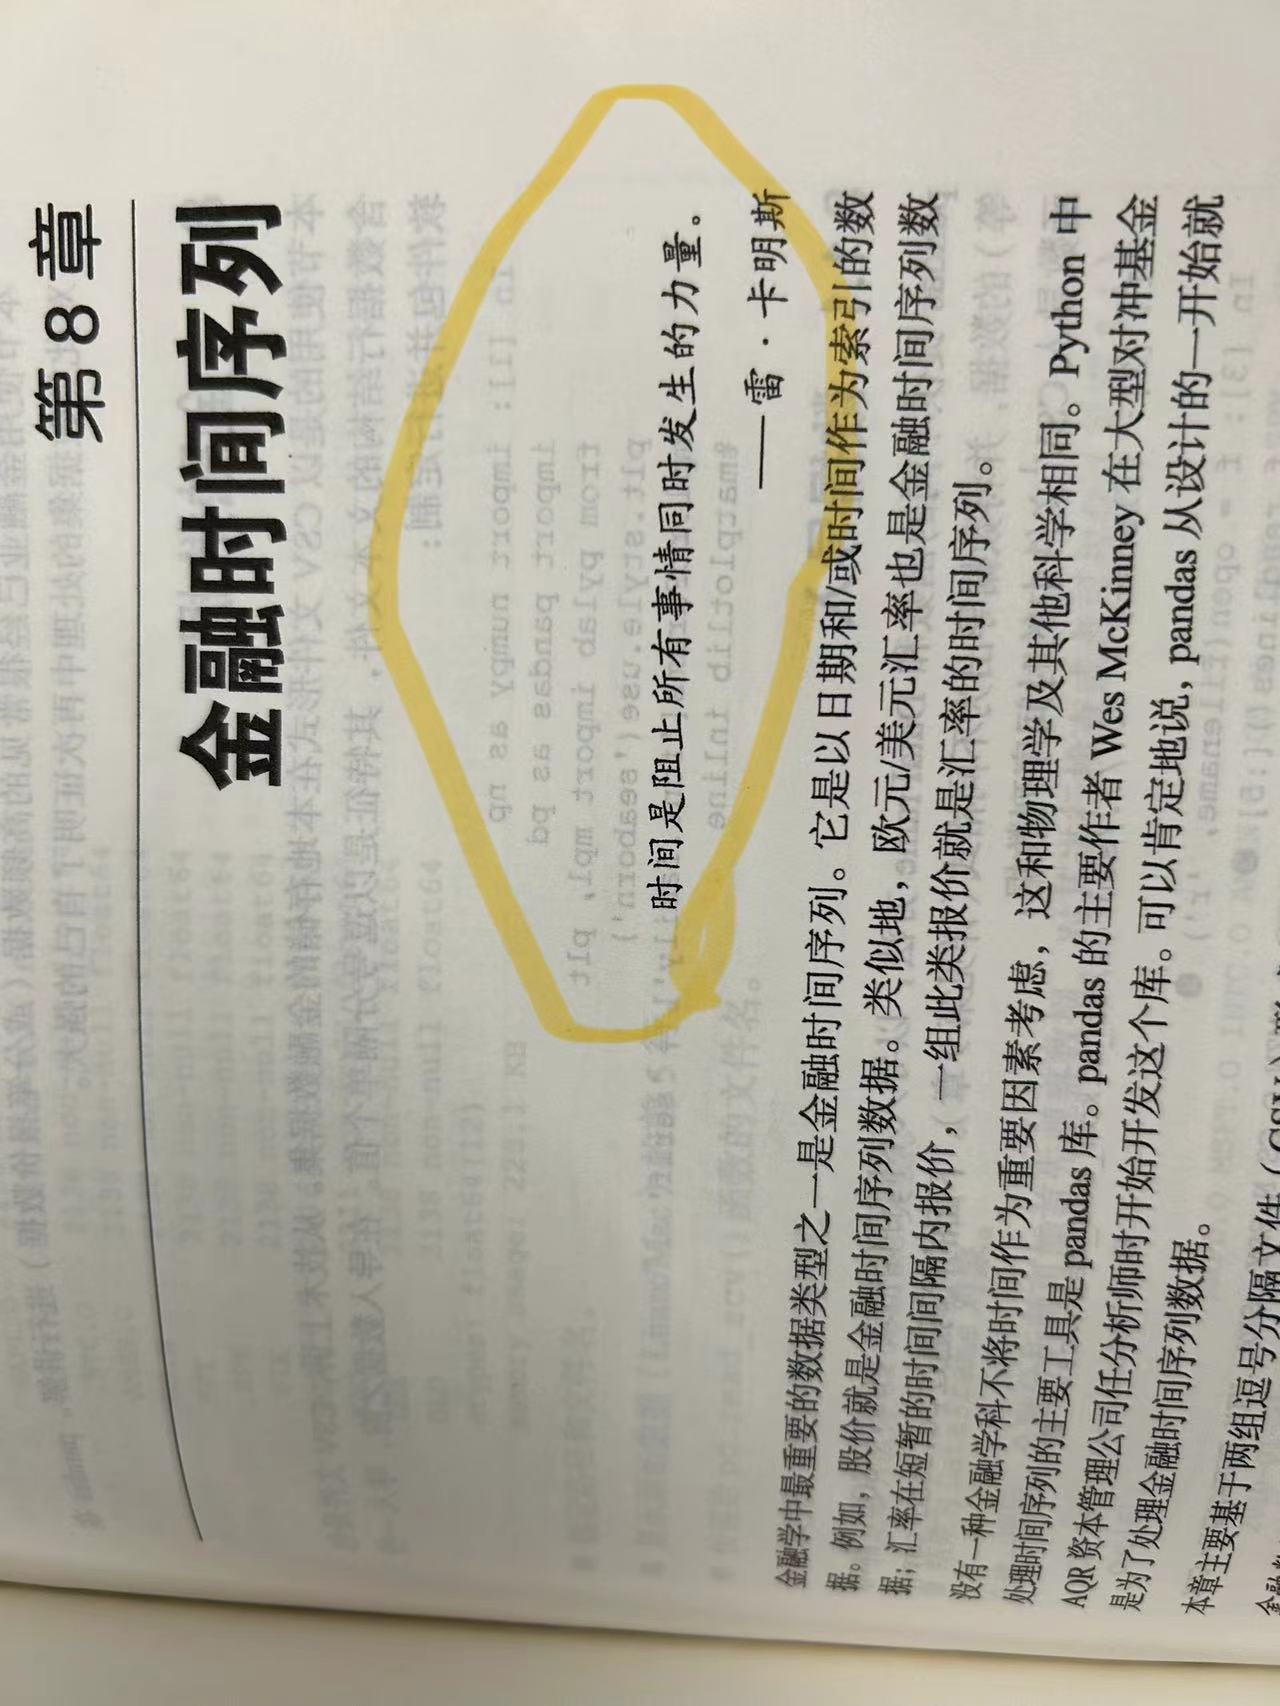 第 8 章
金融时间序列
时间是阻止所有事情同时发生的力量。
——雷·卡明斯
金融学中最重要的数据类型之一是金融时间序列。它是以日期和/或时间作为索引的数
据。例如，股价就是金融时间序列数据。类似地，欧元/美元汇率也是金融时间序列数
据；汇率在短暂的时间间隔内报价，一组此类报价就是汇率的时间序列。
没有一种金融学科不将时间作为重要因素考虑，这和物理学及其他科学相同。Python 中
处理时间序列的主要工具是 pandas 库。pandas 的主要作者 Wes McKinney 在大型对冲基金
AQR 资本管理公司任分析师时开始开发这个库。可以肯定地说，pandas 从设计的一开始就
是为了处理金融时间序列数据。
本章主要基于两组逗号分隔文件